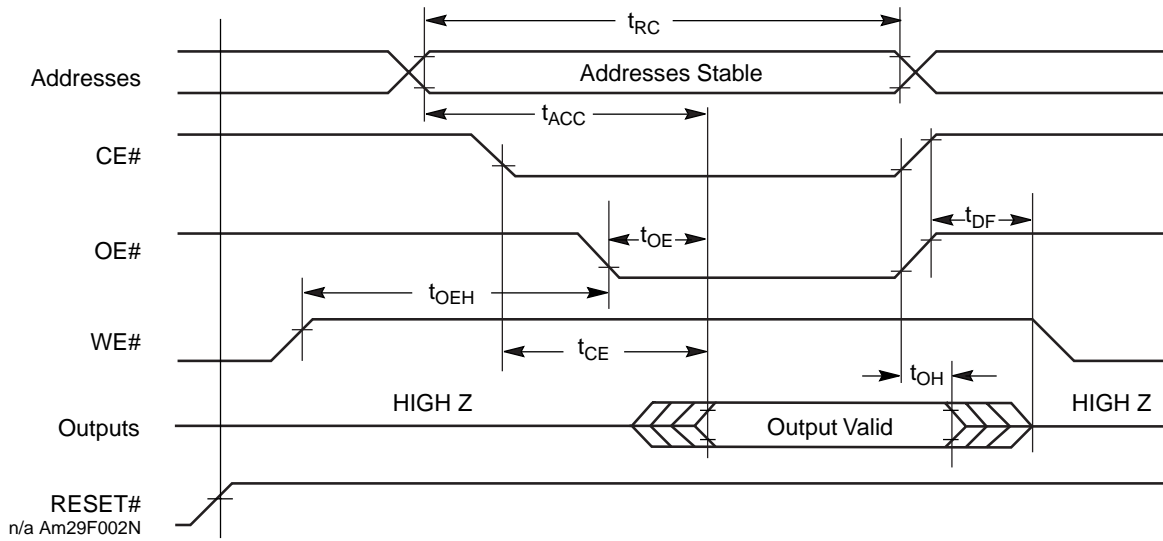 tRC
Addresses
Addresses Stable
tACC
CE#
tDF
OE#
tOE
tOEH
WE#
tCE
tOH
HIGH Z
HIGH Z
Outputs
Output Valid
RESET#
n/a Am29F002N